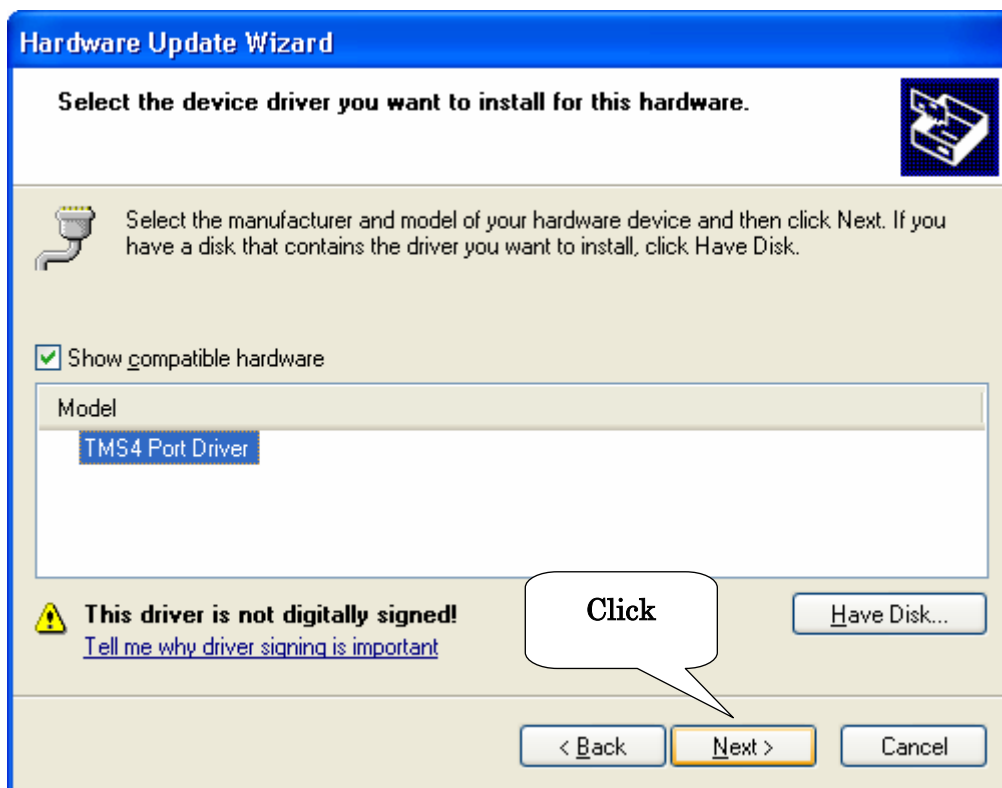 Hardware Update Wizard
Select the device driver you want to install for this hardware.
Select the manufacturer and model of your hardware device and then click Next. If you
have a disk that contains the driver you want to install, click Have Disk.
Show compatible hardware
Model
TMS4 Port Driver
This driver is not digitally signed!
Tell me why driver signing is important
Click
Have Disk...
< Back
Next >
Cancel